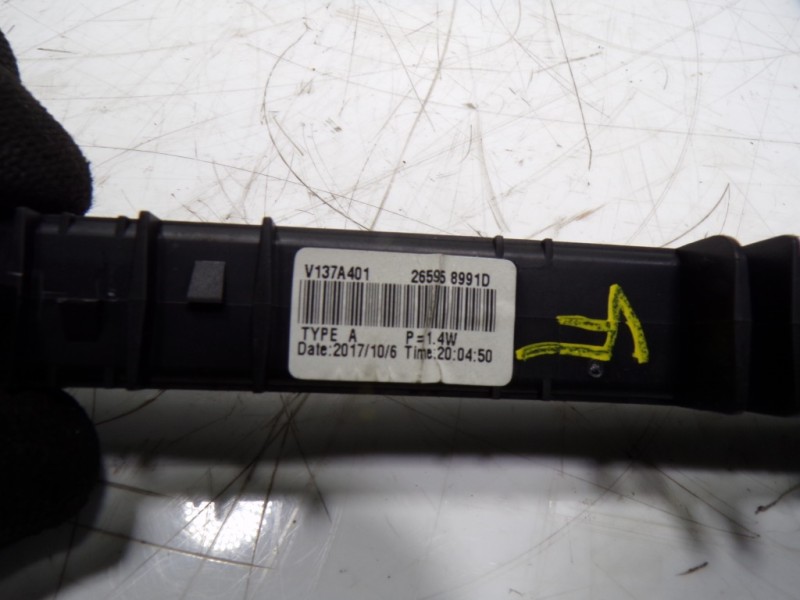 V137A401 26595 8991D
TYPE A P=1.4W
Date:2017/10/6 Time:20:04:50